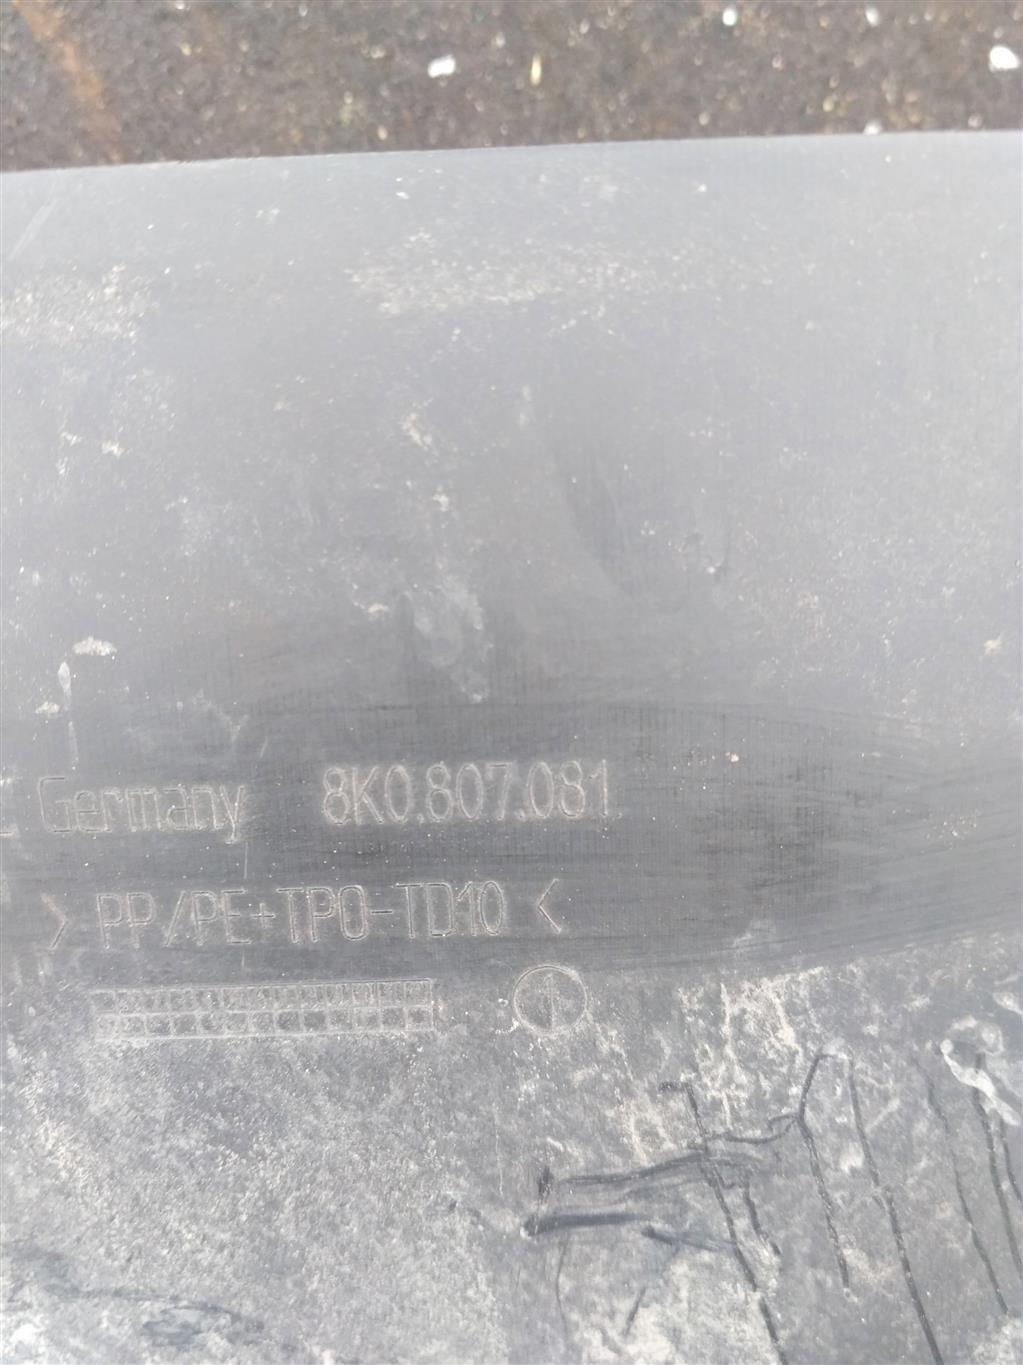 Germany 8K0.807.081
>PP/PE+TPO-TD10<